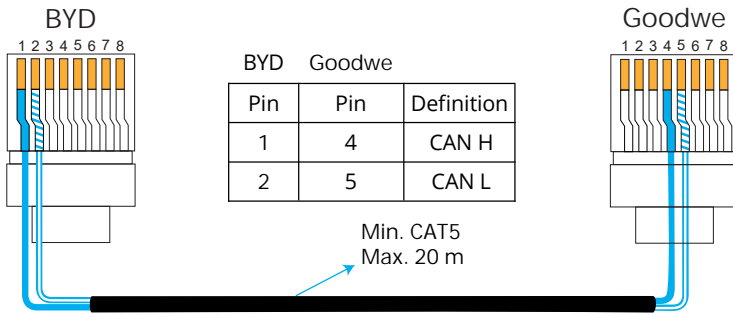 BYD
Goodwe
1 2 3 4 5 6 7 8
1 2 3 4 5 6 7 8
BYD Goodwe
Pin Pin Definition
1 4 CAN H
2 5 CAN L
Min. CAT5
Max. 20 m